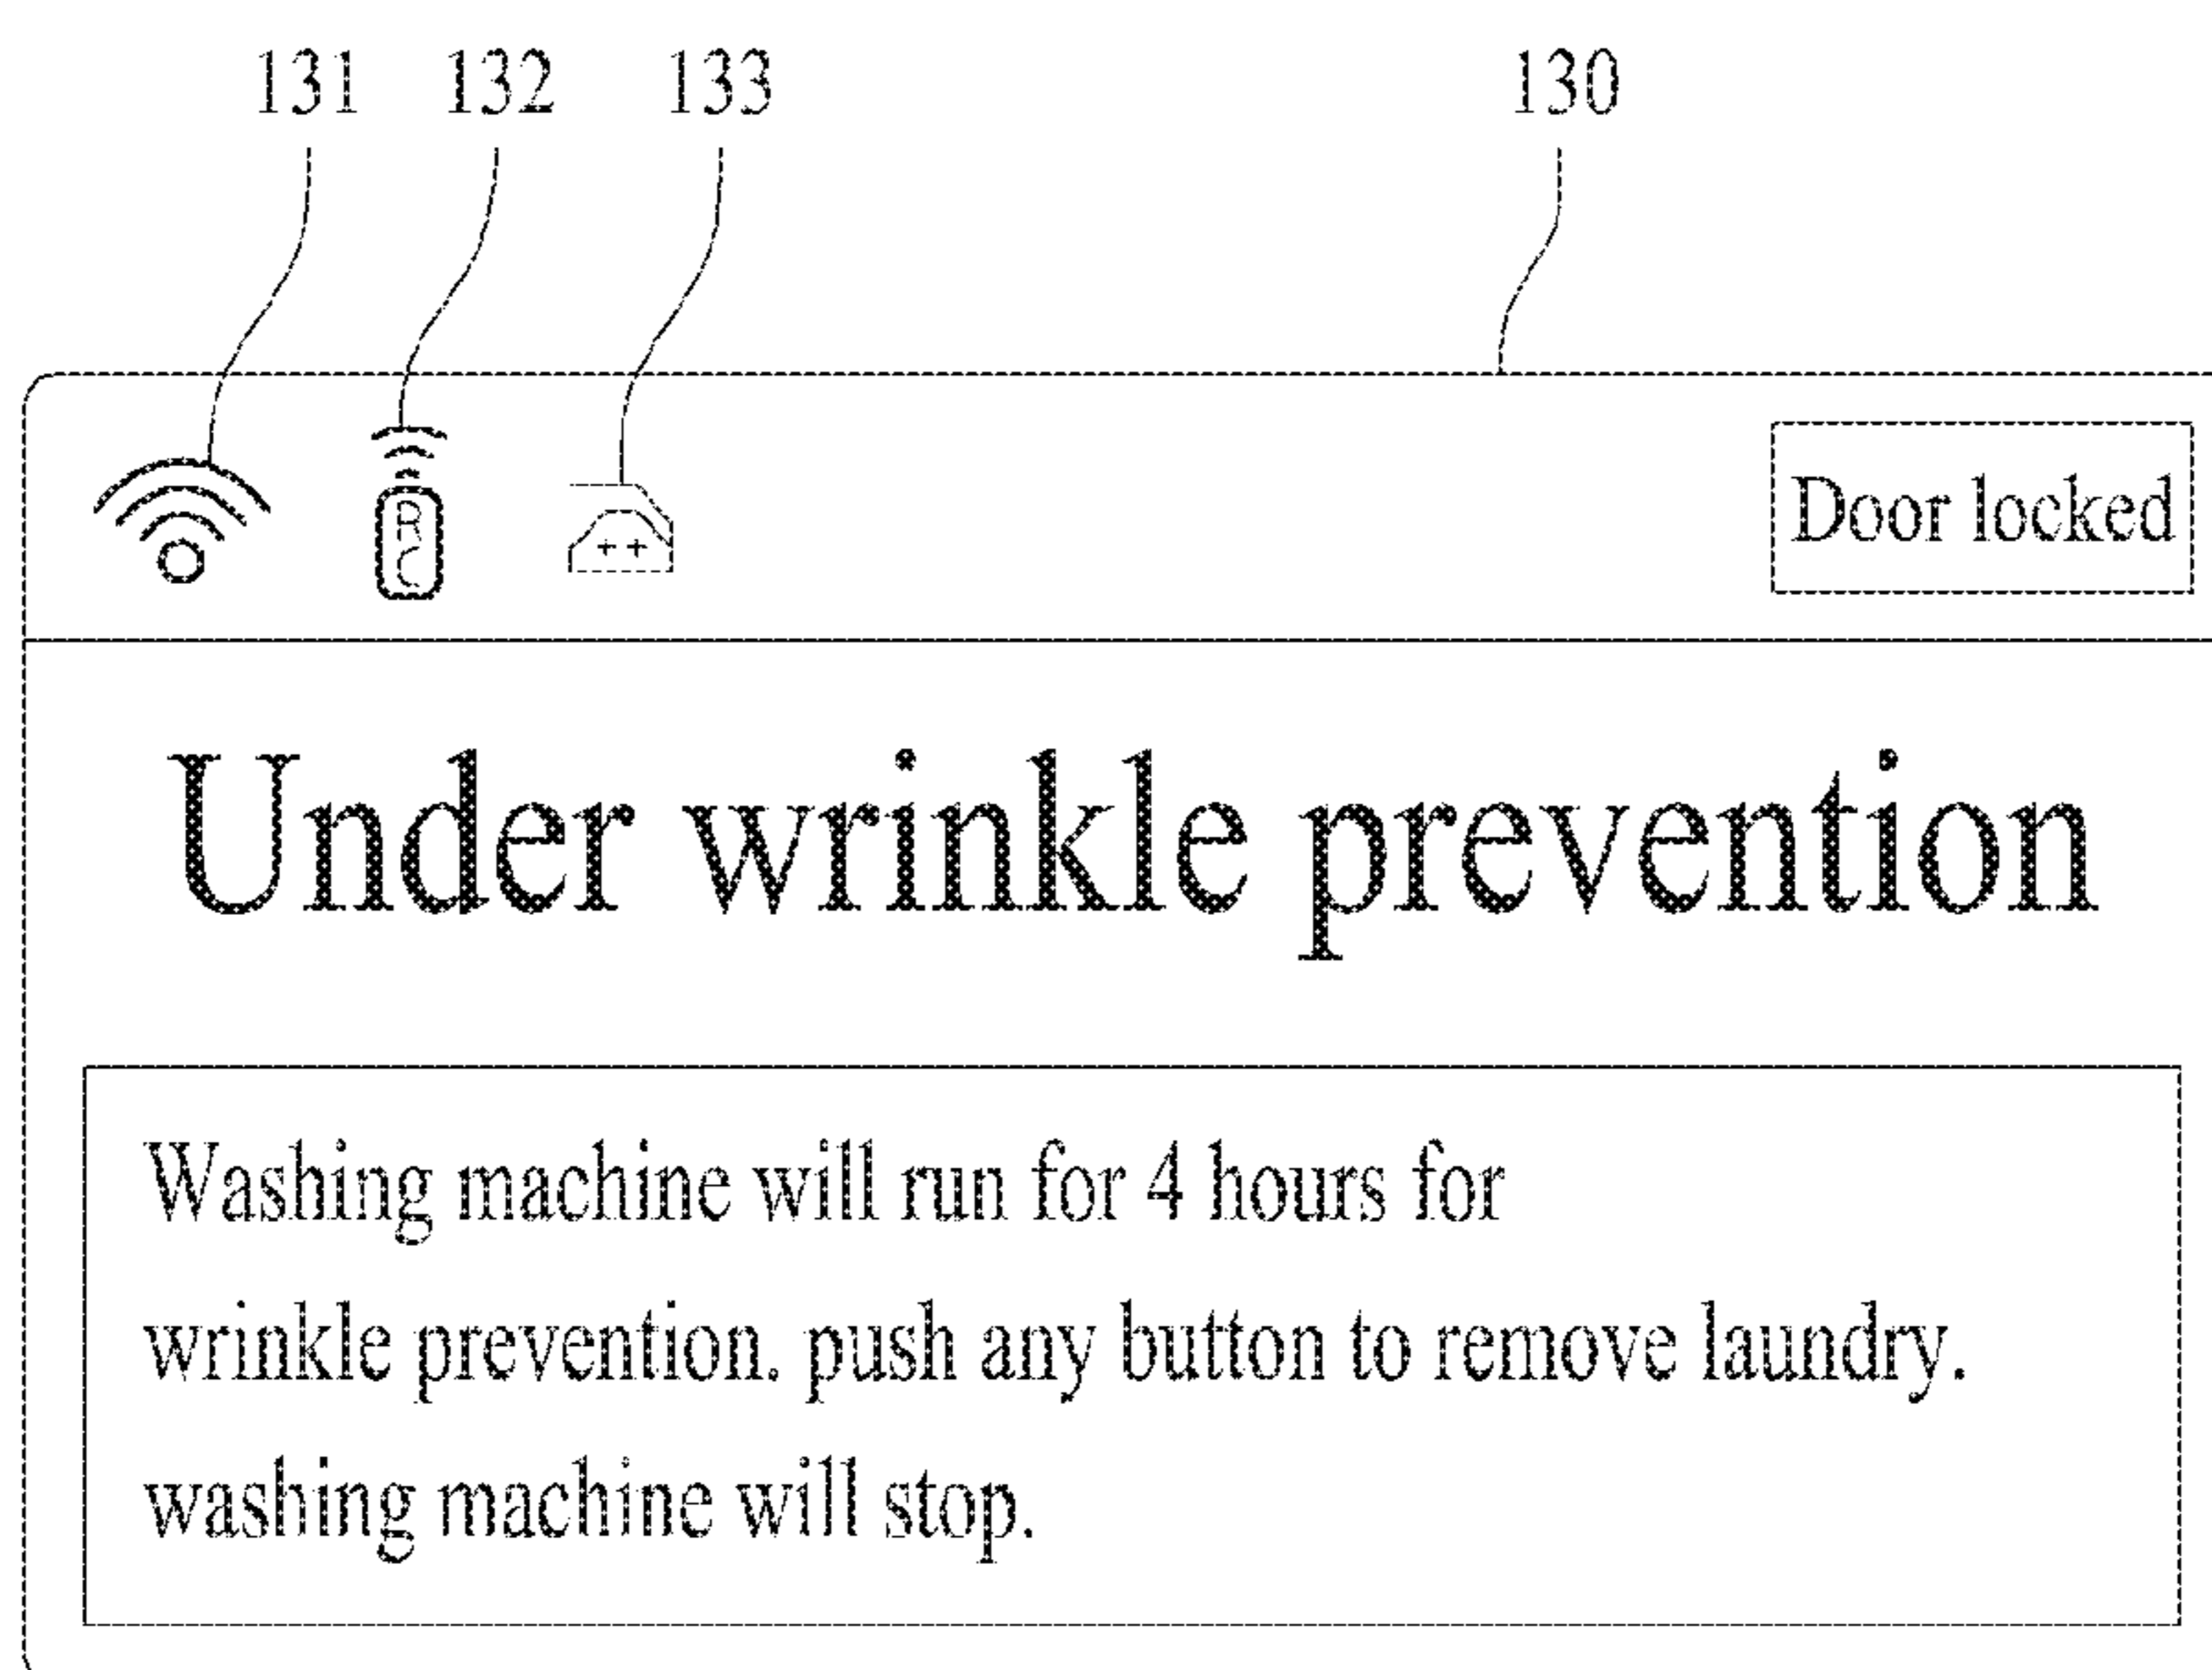 131 132 133 130
RC
Door locked
Under wrinkle prevention
Washing machine will run for 4 hours for
wrinkle prevention. push any button to remove laundry.
washing machine will stop.